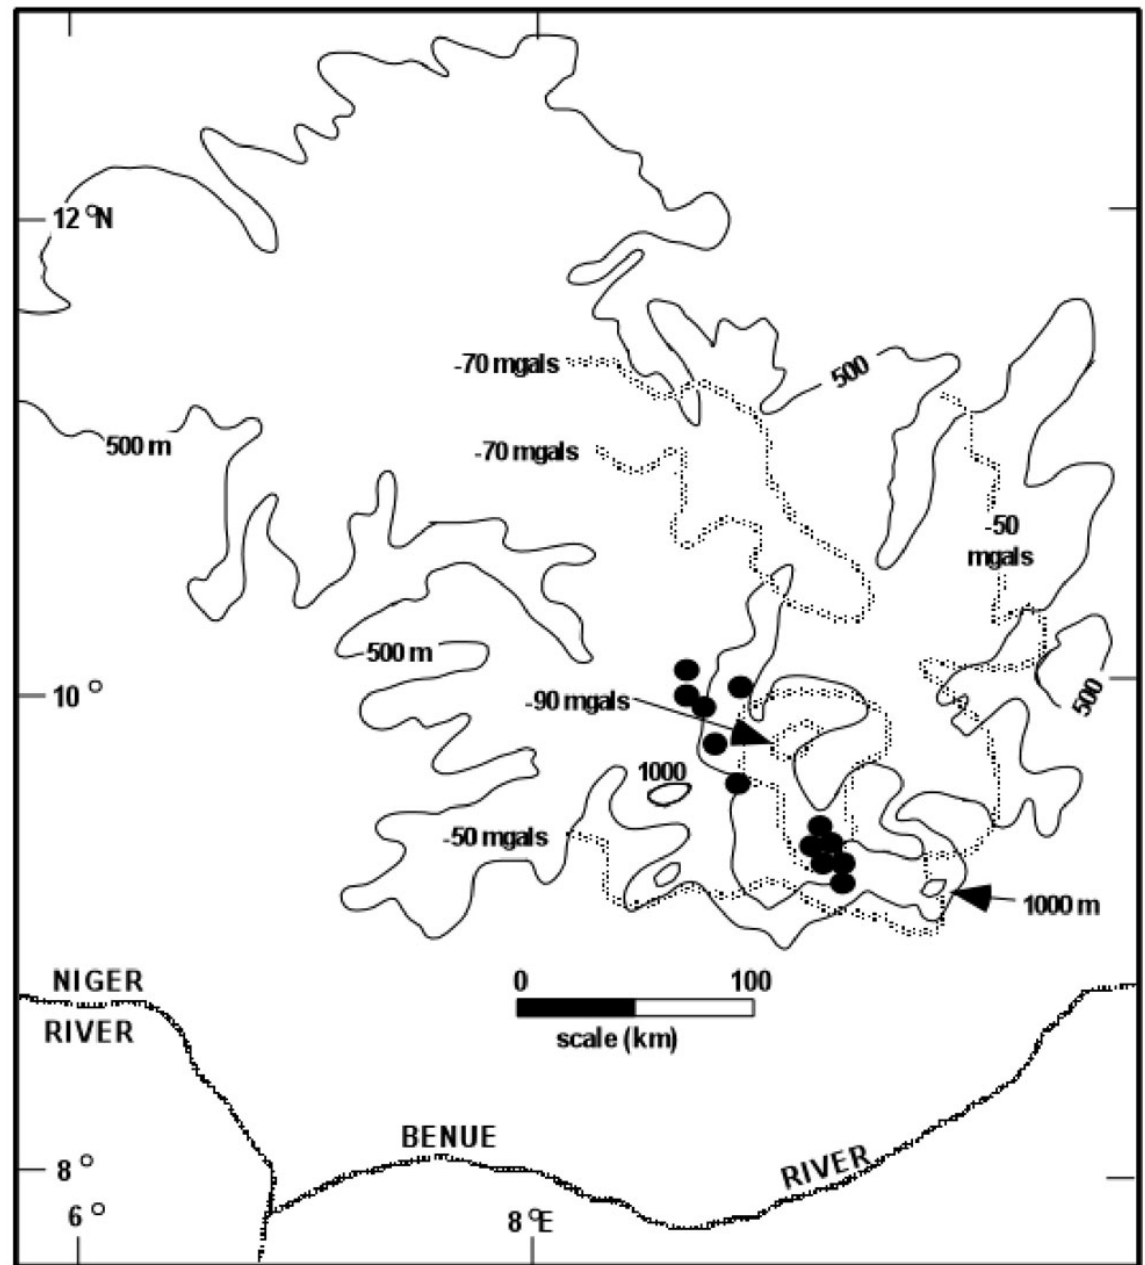 12 °N
-70 mgals
500
500 m
-70 mgals
-50
mgals
500 m
10 °
-90 mgals
500
1000
-50 mgals
1000 m
NIGER
RIVER
0 100
scale (km)
BENUE
RIVER
8 °
6 °
8 °E